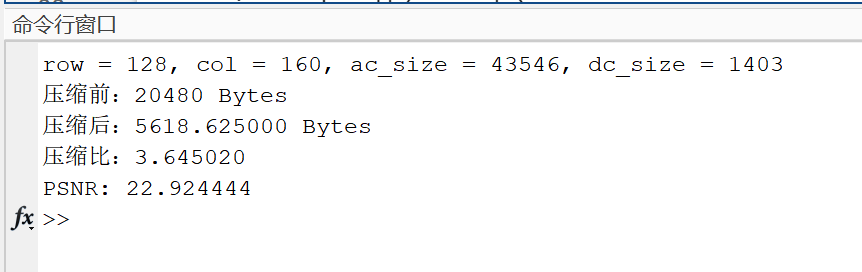 命令行窗口
row = 128, col = 160, ac_size = 43546, dc_size = 1403
压缩前：20480 Bytes
压缩后：5618.625000 Bytes
压缩比：3.645020
PSNR: 22.924444
fx >>